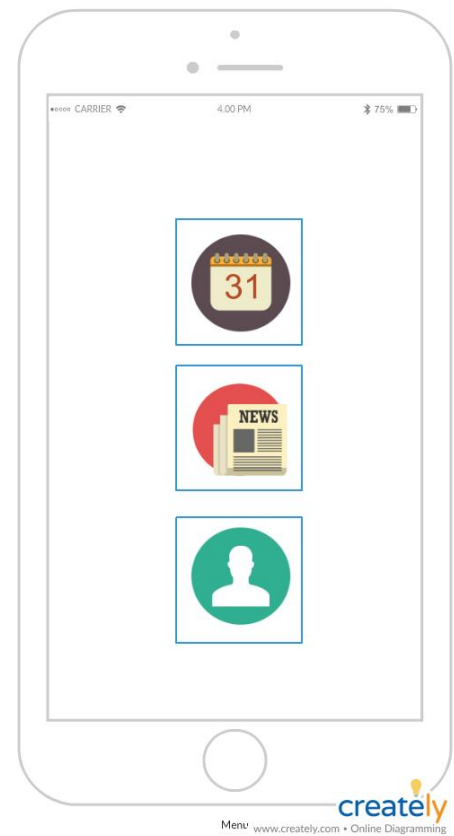 CARRIER 4.00 PM 75%
31
NEWS
creately
Menu
www.creately.com • Online Diagramming